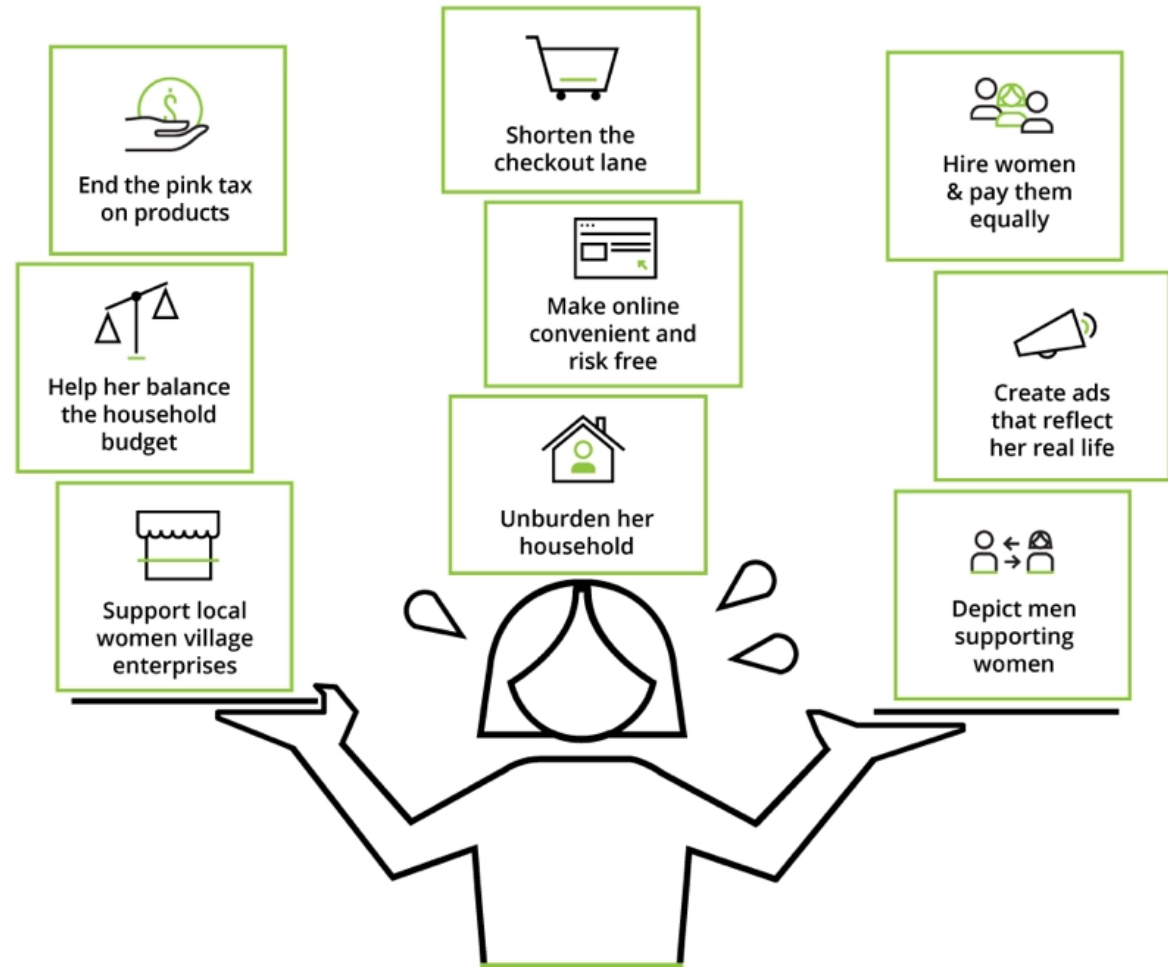 End the pink tax
on products
Help her balance
the household
budget
Support local
women village
enterprises
Shorten the
checkout lane
Make online
convenient and
risk free
Unburden her
household
Hire women
& pay them
equally
Create ads
that reflect
her real life
Depict men
supporting
women